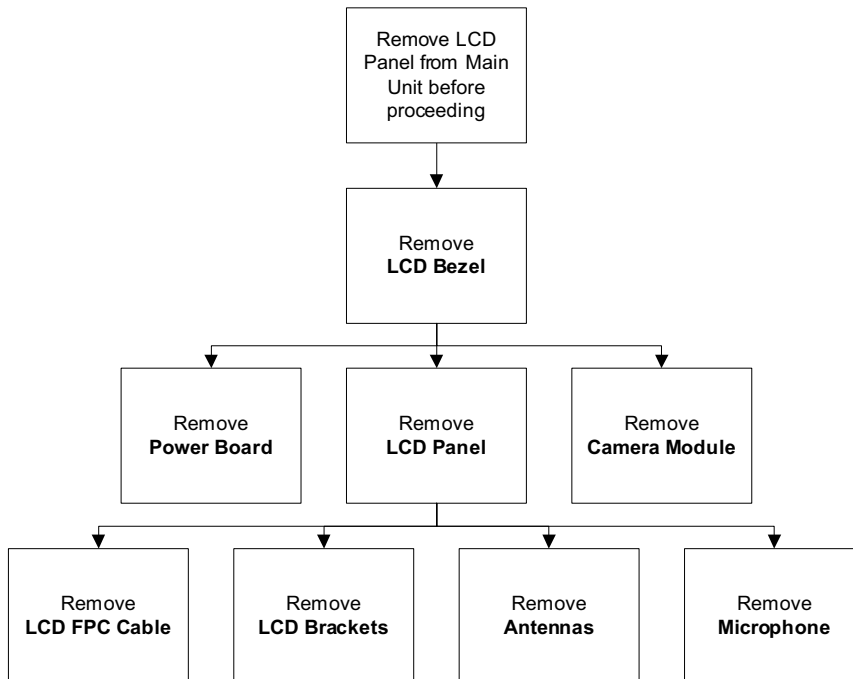 Remove LCD
Panel from Main
Unit before
proceeding
Remove
LCD Bezel
Remove
Power Board
Remove
LCD Panel
Remove
Camera Module
Remove
LCD FPC Cable
Remove
LCD Brackets
Remove
Antennas
Remove
Microphone